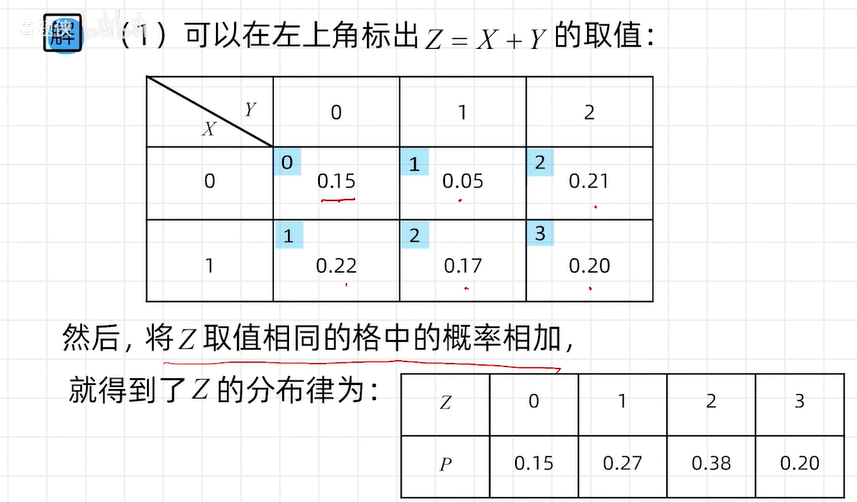 解 （1）可以在左上角标出 Z = X + Y 的取值：
Y 0 1 2
X
0 1 2
0 0.15 0.05 0.21
1 2 3
1 0.22 0.17 0.20
然后，将 Z 取值相同的格中的概率相加，
就得到了 Z 的分布律为：
Z 0 1 2 3
P 0.15 0.27 0.38 0.20